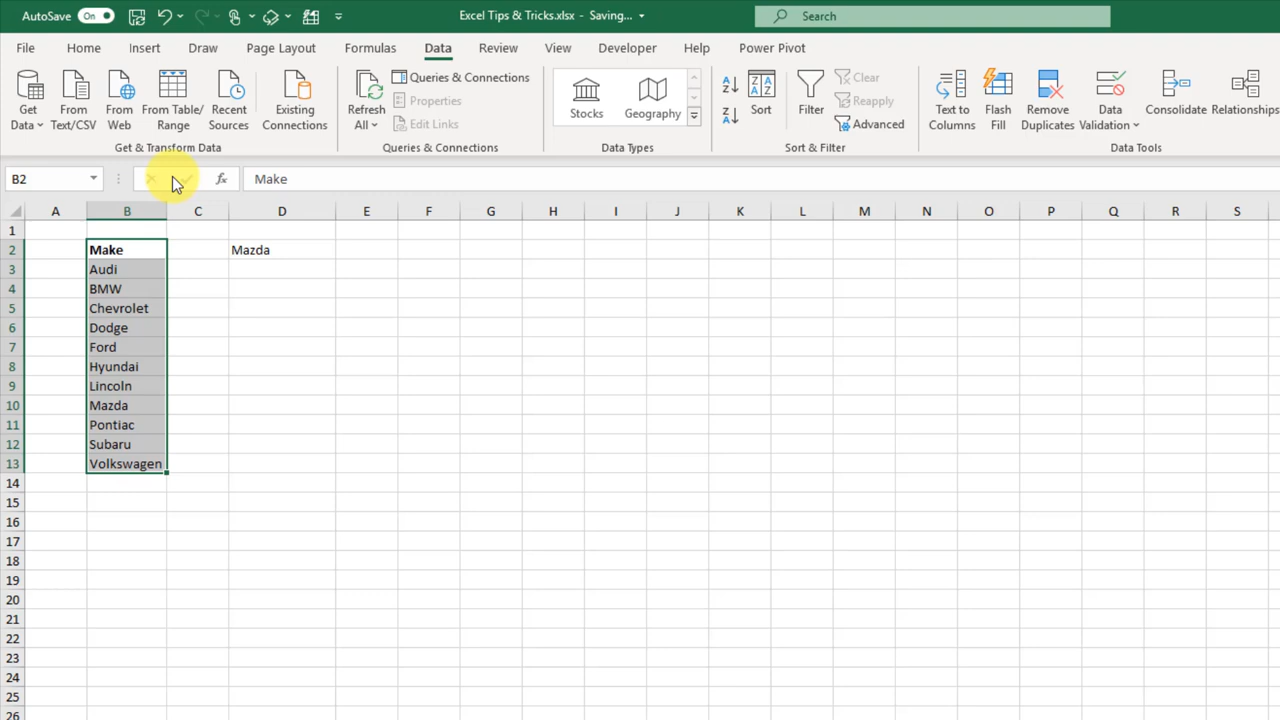 AutoSave On Excel Tips & Tricks.xlsx - Saving... Search
File Home Insert Draw Page Layout Formulas Data Review View Developer Help Power Pivot
Get Data From Text/CSV From Web From Table/ Range Recent Sources Existing Connections
Get & Transform Data
Refresh All Queries & Connections
Properties
Edit Links
Queries & Connections
Stocks Geography
Data Types
Sort Filter Clear
Reapply
Advanced
Sort & Filter
Text to Columns Flash Fill Remove Duplicates Data Validation Consolidate Relationships
Data Tools
B2 fx Make
A B C D E F G H I J K L M N O P Q R S
1
2 Make Mazda
3 Audi
4 BMW
5 Chevrolet
6 Dodge
7 Ford
8 Hyundai
9 Lincoln
10 Mazda
11 Pontiac
12 Subaru
13 Volkswagen
14
15
16
17
18
19
20
21
22
23
24
25
26